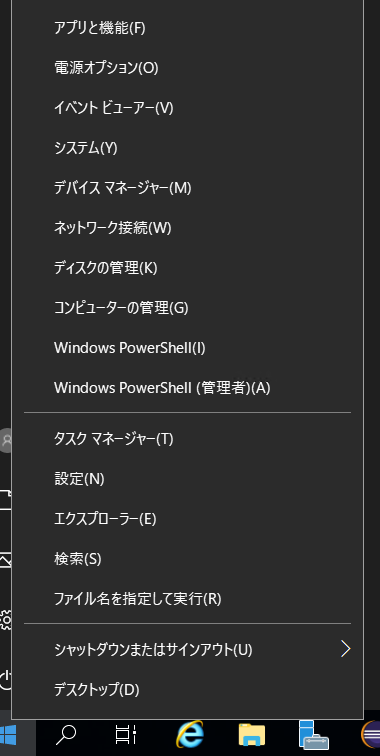 アプリと機能(F)
電源オプション(O)
イベント ビューアー(V)
システム(Y)
デバイス マネージャー(M)
ネットワーク接続(W)
ディスクの管理(K)
コンピューターの管理(G)
Windows PowerShell(I)
Windows PowerShell (管理者)(A)
タスク マネージャー(T)
設定(N)
エクスプローラー(E)
検索(S)
ファイル名を指定して実行(R)
シャットダウンまたはサインアウト(U)
デスクトップ(D)